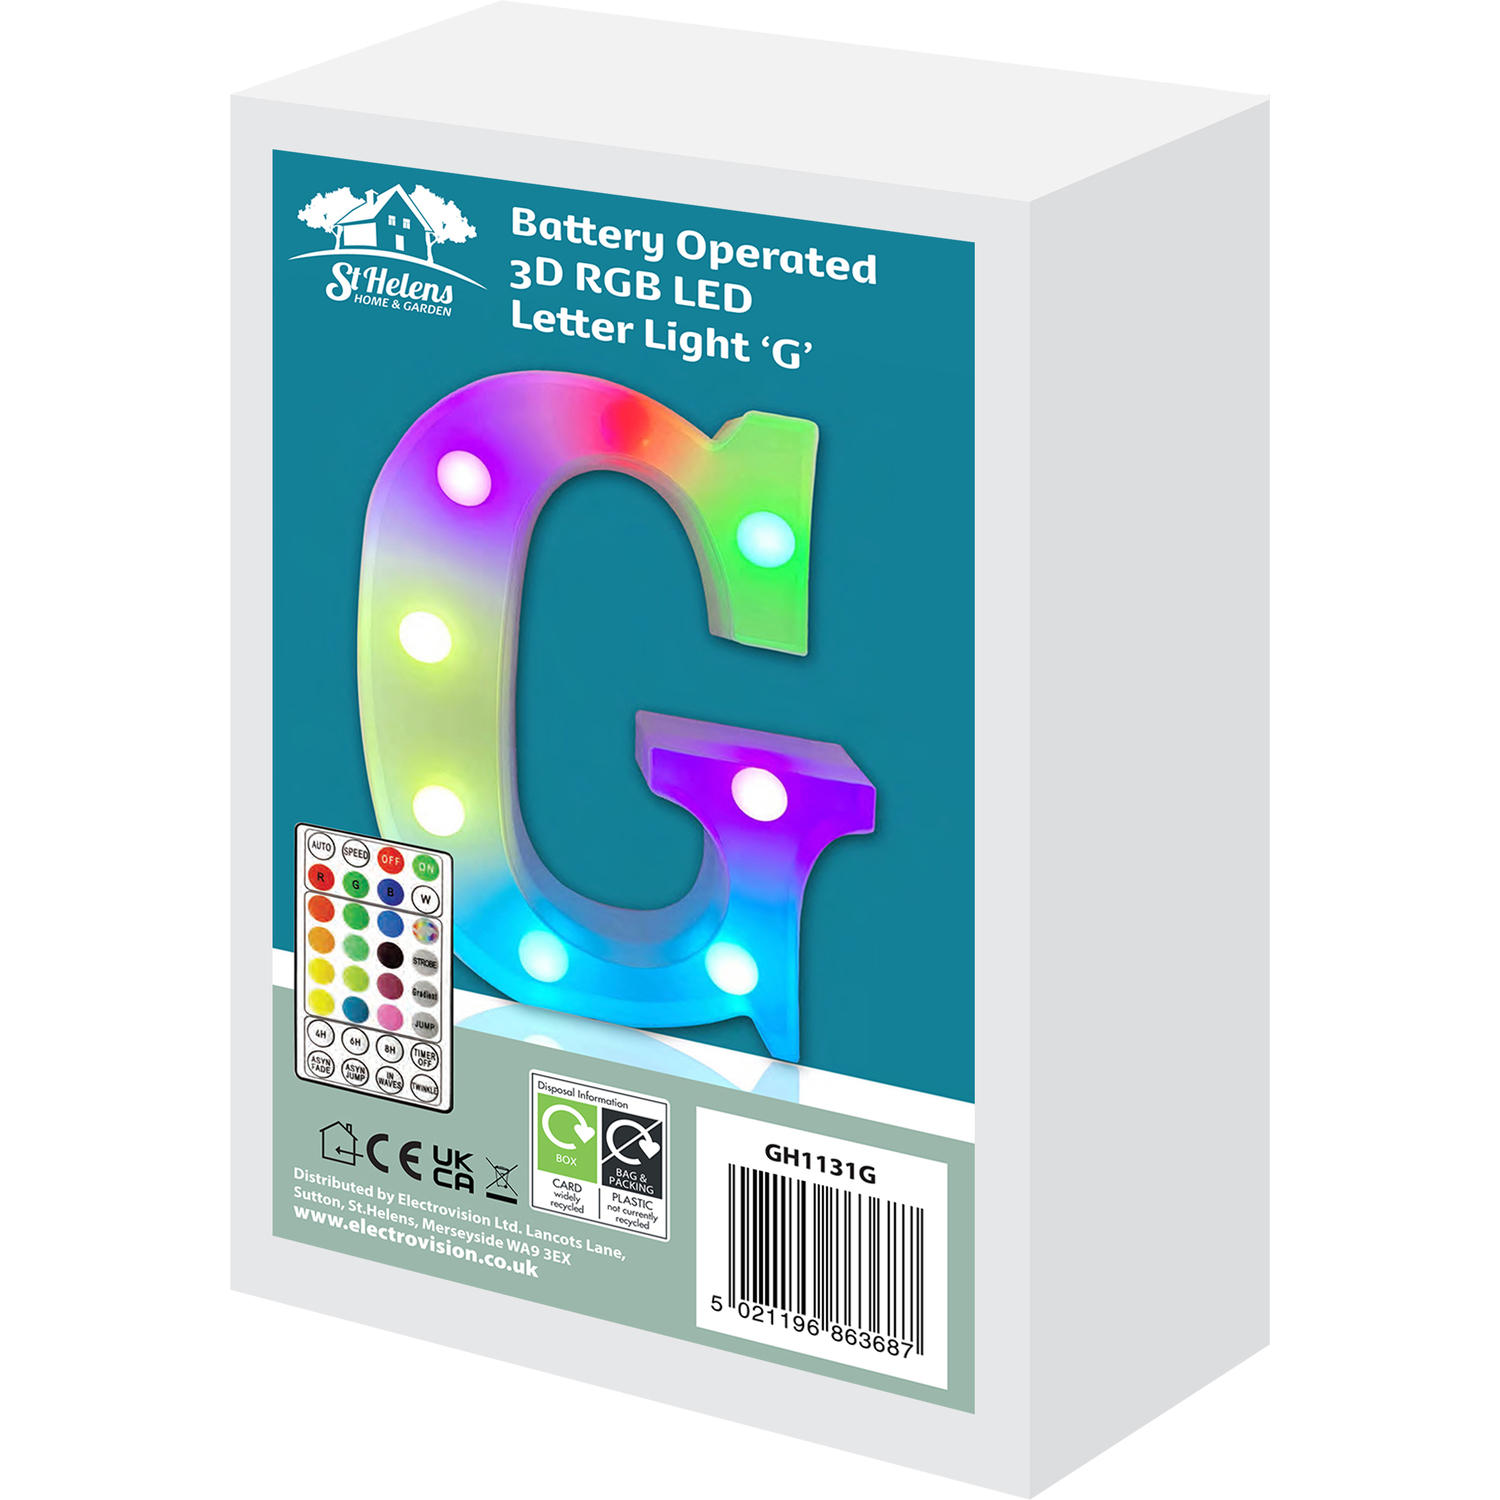 St Helens
HOME & GARDEN
Battery Operated
3D RGB LED
Letter Light ‘G’
AUTO SPEED OFF ON
R G B W
STROBE
Gradient
JUMP
4H 6H 8H TIMER OFF
ASYN FADE ASYN JUMP IN WAVES TWINKLE
CE UK CA
Disposal Information
BOX
CARD
widely
recycled
BAG &
PACKING
PLASTIC
not currently
recycled
Distributed by Electrovision Ltd. Lancots Lane,
Sutton, St.Helens, Merseyside WA9 3EX
www.electrovision.co.uk
GH1131G
5 021196 863687